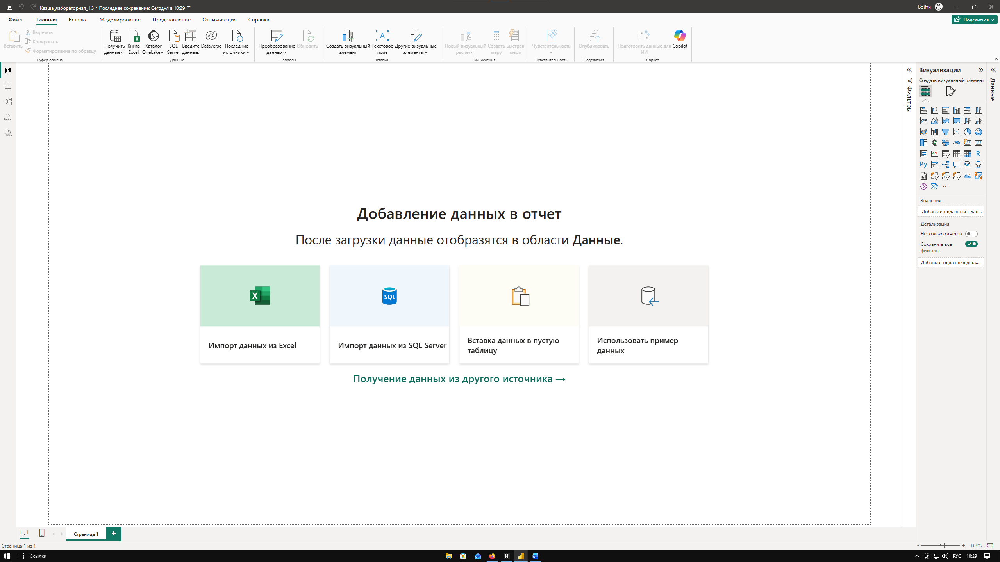 Кваша_лабораторная_1.3 • Последнее сохранение: Сегодня в 10:29
Войти
Файл
Главная
Вставка
Моделирование
Представление
Оптимизация
Справка
Поделиться
Вставить
Вырезать
Копировать
Форматирование по образцу
Буфер обмена
Получить данные
Книга Excel
Каталог OneLake
SQL Server
Введите данные.
Dataverse
Последние источники
Данные
Преобразование данных
Обновить
Запросы
Создать визуальный элемент
Текстовое поле
Другие визуальные элементы
Вставка
Новый визуальный расчет
Создать меру
Быстрая мера
Вычисления
Чувствительность
Чувствительность
Опубликовать
Поделиться
Подготовить данные для ИИ
Copilot
Copilot
DAX
TMDL
Добавление данных в отчет
После загрузки данные отобразятся в области Данные.
X
SQL
Импорт данных из Excel
Импорт данных из SQL Server
Вставка данных в пустую
таблицу
Использовать пример
данных
Получение данных из другого источника →
Фильтры
Визуализации
Создать визуальный элемент
123
123
R
Py
Значения
Добавьте сюда поля с дан...
Детализация
Несколько отчетов
Сохранить все
фильтры
Добавьте сюда поля дета...
Данные
Страница 1
Страница 1 из 1
- + 164%
Ссылки
РУС
10:29